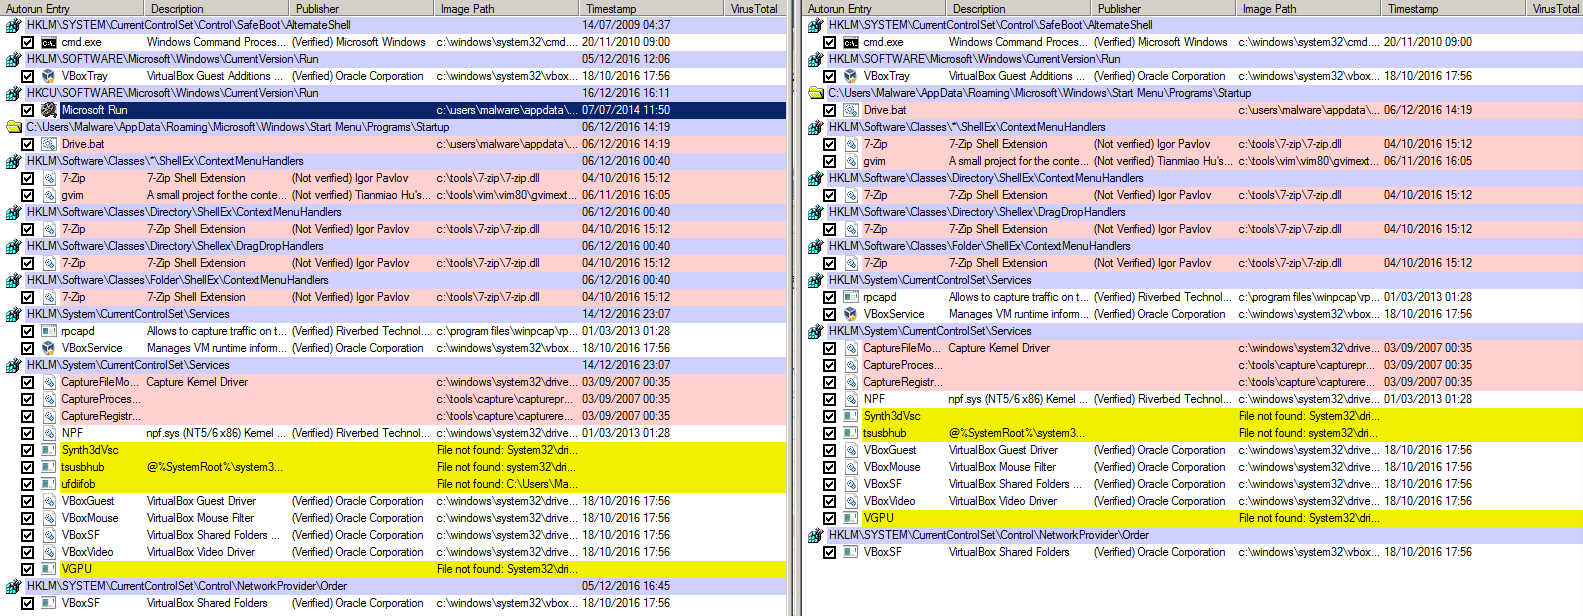 Autorun Entry Description Publisher Image Path Timestamp VirusTotal
HKLM\SYSTEM\CurrentControlSet\Control\SafeBoot\AlternateShell 14/07/2009 04:37
cmd.exe Windows Command Proces... (Verified) Microsoft Windows c:\windows\system32\cmd.... 20/11/2010 09:00
HKLM\SOFTWARE\Microsoft\Windows\CurrentVersion\Run 05/12/2016 12:06
VBoxTray VirtualBox Guest Additions ... (Verified) Oracle Corporation c:\windows\system32\vbox... 18/10/2016 17:56
HKCU\SOFTWARE\Microsoft\Windows\CurrentVersion\Run 16/12/2016 16:11
Microsoft Run c:\users\malware\appdata\... 07/07/2014 11:50
C:\Users\Malware\AppData\Roaming\Microsoft\Windows\Start Menu\Programs\Startup 06/12/2016 14:19
Drive.bat c:\users\malware\appdata\... 06/12/2016 14:19
HKLM\Software\Classes\*\ShellEx\ContextMenuHandlers 06/12/2016 00:40
7-Zip 7-Zip Shell Extension (Not verified) Igor Pavlov c:\tools\7-zip\7-zip.dll 04/10/2016 15:12
gvim A small project for the conte... (Not verified) Tianmiao Hu's... c:\tools\vim\vim80\gvimext... 06/11/2016 16:05
HKLM\Software\Classes\Directory\ShellEx\ContextMenuHandlers 06/12/2016 00:40
7-Zip 7-Zip Shell Extension (Not verified) Igor Pavlov c:\tools\7-zip\7-zip.dll 04/10/2016 15:12
HKLM\Software\Classes\Directory\Shellex\DragDropHandlers 06/12/2016 00:40
7-Zip 7-Zip Shell Extension (Not verified) Igor Pavlov c:\tools\7-zip\7-zip.dll 04/10/2016 15:12
HKLM\Software\Classes\Folder\ShellEx\ContextMenuHandlers 06/12/2016 00:40
7-Zip 7-Zip Shell Extension (Not verified) Igor Pavlov c:\tools\7-zip\7-zip.dll 04/10/2016 15:12
HKLM\System\CurrentControlSet\Services 14/12/2016 23:07
rpcapd Allows to capture traffic on t... (Verified) Riverbed Technol... c:\program files\winpcap\rp... 01/03/2013 01:28
VBoxService Manages VM runtime inform... (Verified) Oracle Corporation c:\windows\system32\vbox... 18/10/2016 17:56
HKLM\System\CurrentControlSet\Services 14/12/2016 23:07
CaptureFileMo... Capture Kernel Driver c:\windows\system32\drive... 03/09/2007 00:35
CaptureProces... c:\tools\capture\capturepr... 03/09/2007 00:35
CaptureRegistr... c:\tools\capture\capturere... 03/09/2007 00:35
NPF npf.sys (NT5/6 x86) Kernel ... (Verified) Riverbed Technol... c:\windows\system32\drive... 01/03/2013 01:28
Synth3dVsc File not found: System32\dri...
tsusbhub @%SystemRoot%\system3... File not found: system32\dri...
ufdiifob File not found: C:\Users\Ma...
VBoxGuest VirtualBox Guest Driver (Verified) Oracle Corporation c:\windows\system32\drive... 18/10/2016 17:56
VBoxMouse VirtualBox Mouse Filter (Verified) Oracle Corporation c:\windows\system32\drive... 18/10/2016 17:56
VBoxSF VirtualBox Shared Folders ... (Verified) Oracle Corporation c:\windows\system32\drive... 18/10/2016 17:56
VBoxVideo VirtualBox Video Driver (Verified) Oracle Corporation c:\windows\system32\drive... 18/10/2016 17:56
VGPU File not found: System32\dri...
HKLM\SYSTEM\CurrentControlSet\Control\NetworkProvider\Order 05/12/2016 16:45
VBoxSF VirtualBox Shared Folders (Verified) Oracle Corporation c:\windows\system32\vbox... 18/10/2016 17:56
Autorun Entry Description Publisher Image Path Timestamp VirusTotal
HKLM\SYSTEM\CurrentControlSet\Control\SafeBoot\AlternateShell
cmd.exe Windows Command Proces... (Verified) Microsoft Windows c:\windows\system32\cmd.... 20/11/2010 09:00
HKLM\SOFTWARE\Microsoft\Windows\CurrentVersion\Run
VBoxTray VirtualBox Guest Additions ... (Verified) Oracle Corporation c:\windows\system32\vbox... 18/10/2016 17:56
C:\Users\Malware\AppData\Roaming\Microsoft\Windows\Start Menu\Programs\Startup
Drive.bat c:\users\malware\appdata\... 06/12/2016 14:19
HKLM\Software\Classes\*\ShellEx\ContextMenuHandlers
7-Zip 7-Zip Shell Extension (Not verified) Igor Pavlov c:\tools\7-zip\7-zip.dll 04/10/2016 15:12
gvim A small project for the conte... (Not verified) Tianmiao Hu's... c:\tools\vim\vim80\gvimext... 06/11/2016 16:05
HKLM\Software\Classes\Directory\ShellEx\ContextMenuHandlers
7-Zip 7-Zip Shell Extension (Not verified) Igor Pavlov c:\tools\7-zip\7-zip.dll 04/10/2016 15:12
HKLM\Software\Classes\Directory\Shellex\DragDropHandlers
7-Zip 7-Zip Shell Extension (Not verified) Igor Pavlov c:\tools\7-zip\7-zip.dll 04/10/2016 15:12
HKLM\Software\Classes\Folder\ShellEx\ContextMenuHandlers
7-Zip 7-Zip Shell Extension (Not verified) Igor Pavlov c:\tools\7-zip\7-zip.dll 04/10/2016 15:12
HKLM\System\CurrentControlSet\Services
rpcapd Allows to capture traffic on t... (Verified) Riverbed Technol... c:\program files\winpcap\rp... 01/03/2013 01:28
VBoxService Manages VM runtime inform... (Verified) Oracle Corporation c:\windows\system32\vbox... 18/10/2016 17:56
HKLM\System\CurrentControlSet\Services
CaptureFileMo... Capture Kernel Driver c:\windows\system32\drive... 03/09/2007 00:35
CaptureProces... c:\tools\capture\capturepr... 03/09/2007 00:35
CaptureRegistr... c:\tools\capture\capturere... 03/09/2007 00:35
NPF npf.sys (NT5/6 x86) Kernel ... (Verified) Riverbed Technol... c:\windows\system32\drive... 01/03/2013 01:28
Synth3dVsc File not found: System32\dri...
tsusbhub @%SystemRoot%\system3... File not found: system32\dri...
VBoxGuest VirtualBox Guest Driver (Verified) Oracle Corporation c:\windows\system32\drive... 18/10/2016 17:56
VBoxMouse VirtualBox Mouse Filter (Verified) Oracle Corporation c:\windows\system32\drive... 18/10/2016 17:56
VBoxSF VirtualBox Shared Folders ... (Verified) Oracle Corporation c:\windows\system32\drive... 18/10/2016 17:56
VBoxVideo VirtualBox Video Driver (Verified) Oracle Corporation c:\windows\system32\drive... 18/10/2016 17:56
VGPU File not found: System32\dri...
HKLM\SYSTEM\CurrentControlSet\Control\NetworkProvider\Order
VBoxSF VirtualBox Shared Folders (Verified) Oracle Corporation c:\windows\system32\vbox... 18/10/2016 17:56